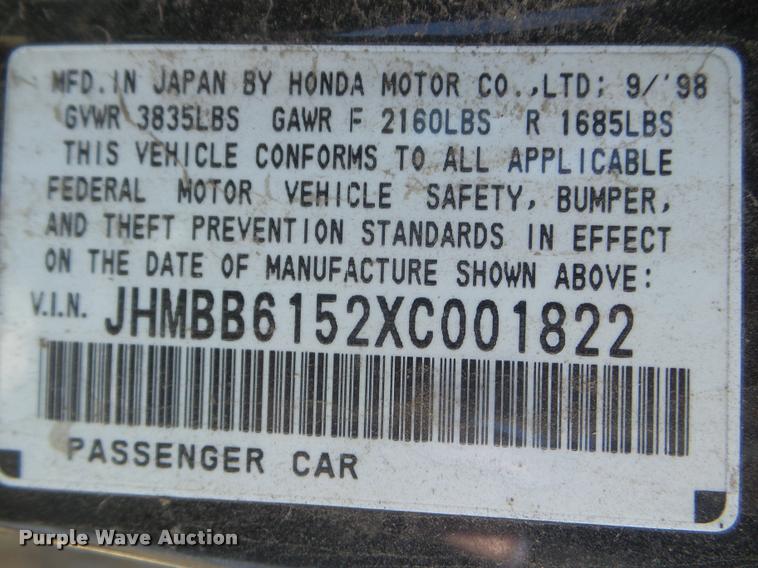 MFD. IN JAPAN BY HONDA MOTOR CO.,LTD; 9/'98
GVWR 3835LBS GAWR F 2160LBS R 1685LBS
THIS VEHICLE CONFORMS TO ALL APPLICABLE
FEDERAL MOTOR VEHICLE SAFETY, BUMPER,
AND THEFT PREVENTION STANDARDS IN EFFECT
ON THE DATE OF MANUFACTURE SHOWN ABOVE:
V.I.N. JHMBB6152XC001822
PASSENGER CAR
Purple Wave Auction